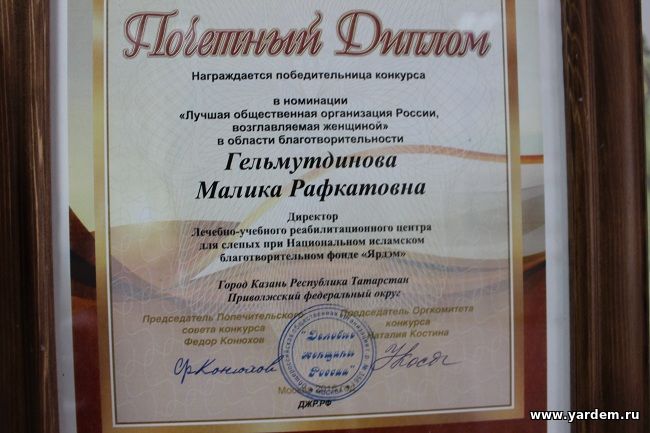 Почетный Диплом
Награждается победительница конкурса
в номинации
«Лучшая общественная организация России,
возглавляемая женщиной»
в области благотворительности
Гельмутдинова
Малика Рафкатовна
Директор
Лечебно-учебного реабилитационного центра
для слепых при Национальном исламском
благотворительном фонде «Ярдэм»
Город Казань Республика Татарстан
Приволжский федеральный округ
Председатель Попечительского
совета конкурса
Федор Конюхов
Председатель Оргкомитета
конкурса
Наталия Костина
"Деловые
женщины
России"
Москва
ДЖР.РФ
www.yardem.ru